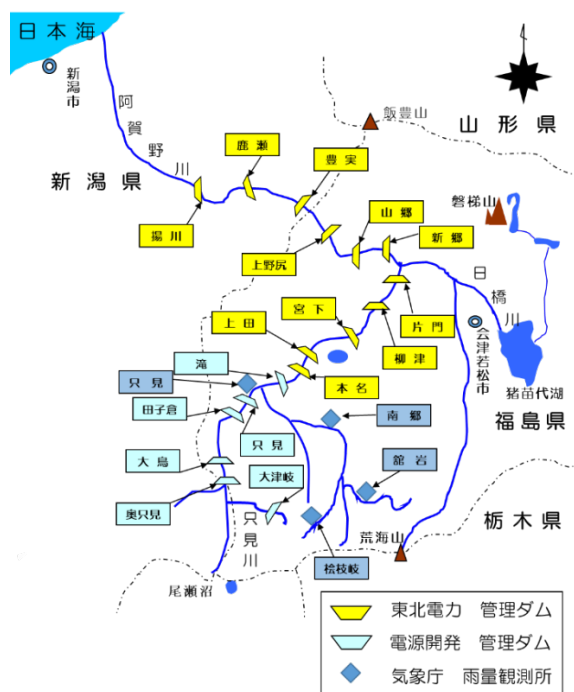 日本海
新潟市
阿賀野川
新潟県
鹿瀬
豊実
飯豊山
山形県
揚川
上野尻
山郷
新郷
磐梯山
日橋川
会津若松市
猪苗代湖
福島県
片門
柳津
宮下
上田
本名
滝
只見
田子倉
只見
南郷
大鳥
大津岐
舘岩
奥只見
只見川
桧枝岐
荒海山
栃木県
尾瀬沼
東北電力 管理ダム
電源開発 管理ダム
気象庁 雨量観測所